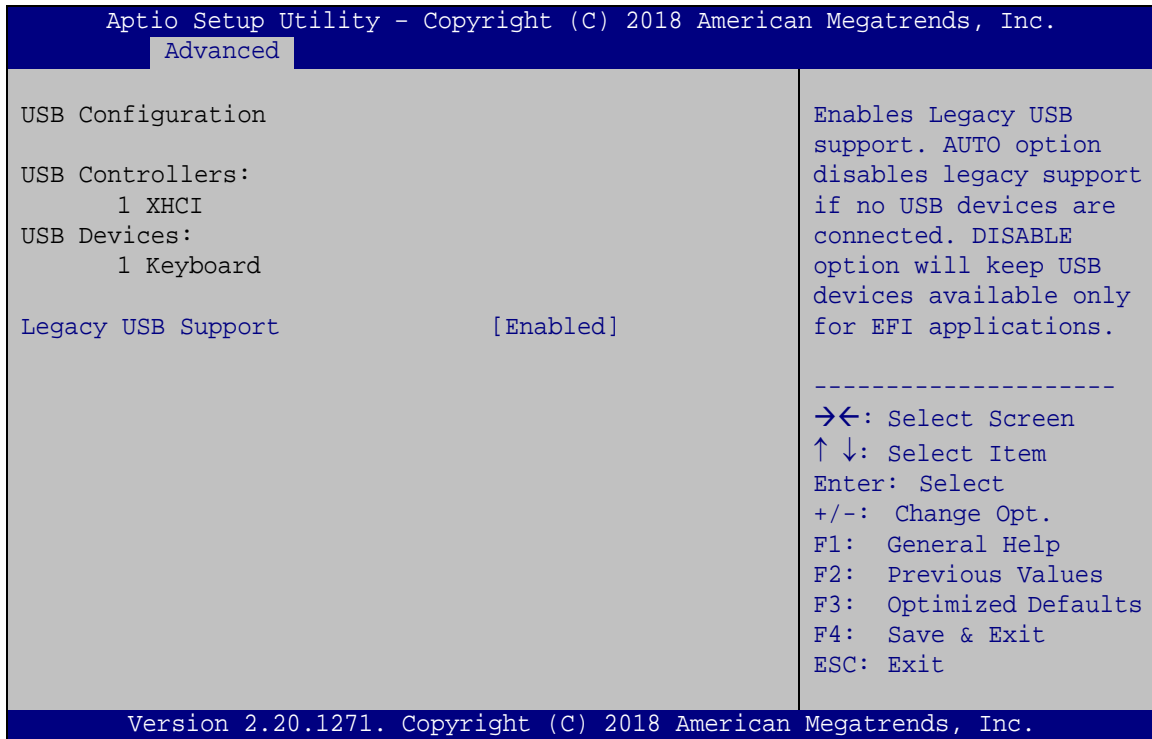 Aptio Setup Utility – Copyright (C) 2018 American Megatrends, Inc.
Advanced
USB Configuration
USB Controllers:
1 XHCI
USB Devices:
1 Keyboard
Legacy USB Support [Enabled]
Enables Legacy USB
support. AUTO option
disables legacy support
if no USB devices are
connected. DISABLE
option will keep USB
devices available only
for EFI applications.
---------------------
→←: Select Screen
↑ ↓: Select Item
Enter: Select
+/-: Change Opt.
F1: General Help
F2: Previous Values
F3: Optimized Defaults
F4: Save & Exit
ESC: Exit
Version 2.20.1271. Copyright (C) 2018 American Megatrends, Inc.